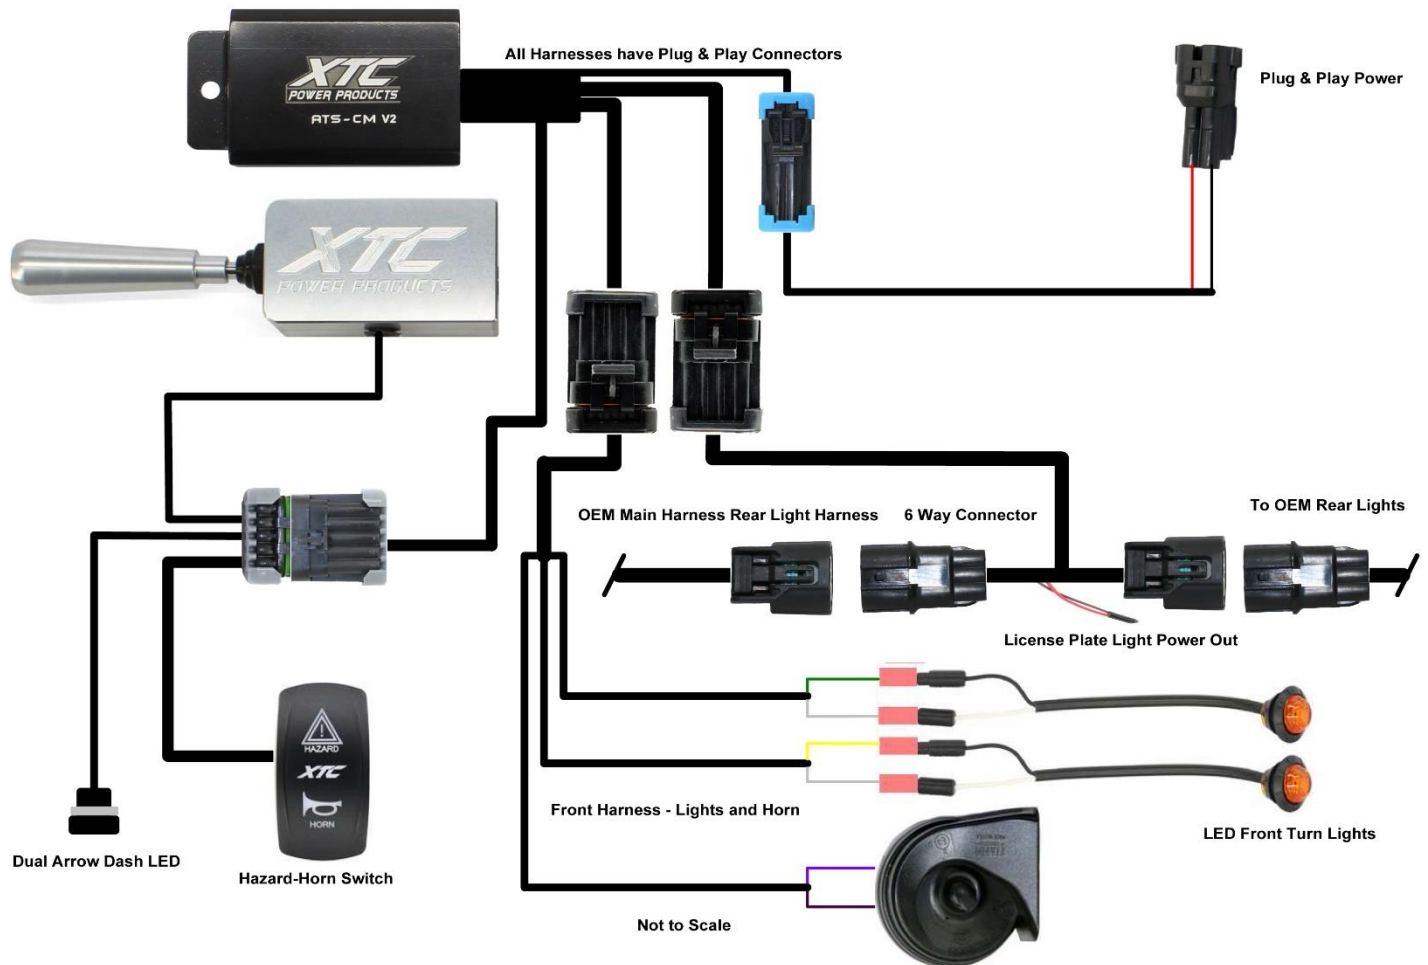 All Harnesses have Plug & Play Connectors
XTC
POWER PRODUCTS
ATS-CM V2
Plug & Play Power
XTC
POWER PRODUCTS
OEM Main Harness Rear Light Harness
6 Way Connector
To OEM Rear Lights
License Plate Light Power Out
HAZARD
XTC
HORN
Front Harness - Lights and Horn
LED Front Turn Lights
Dual Arrow Dash LED
Hazard-Horn Switch
Not to Scale